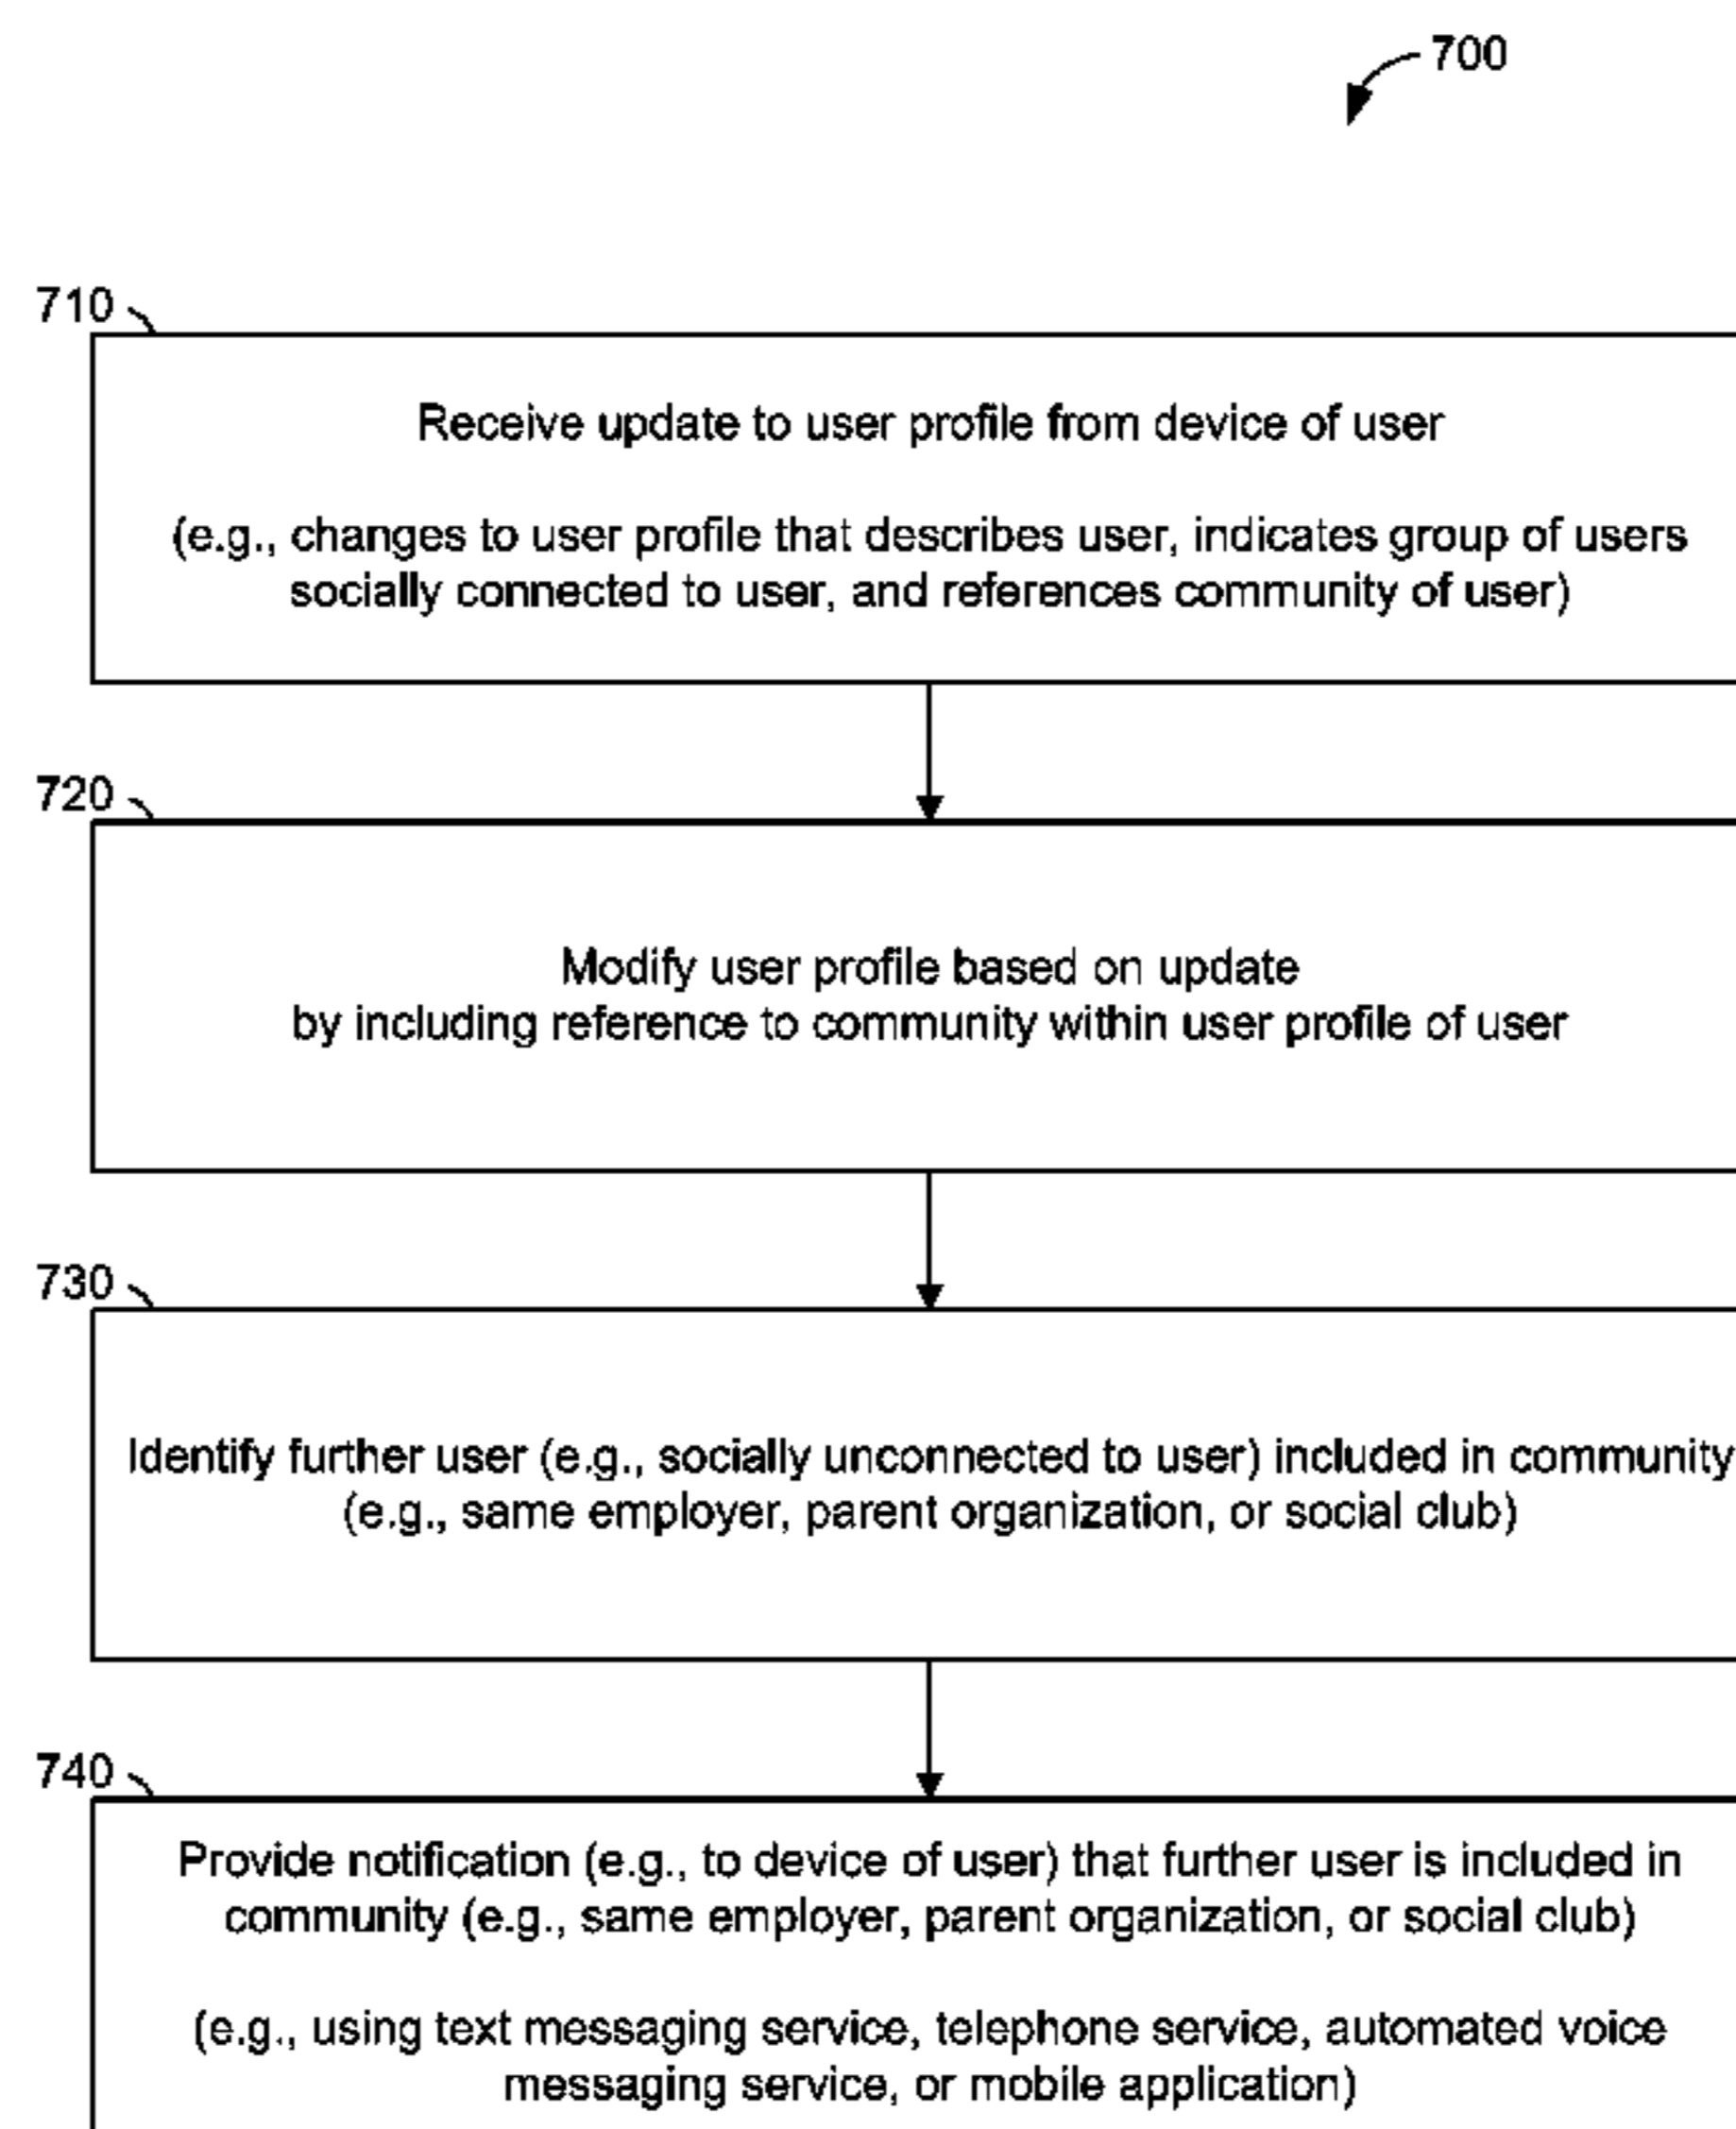 700
710
Receive update to user profile from device of user
(e.g., changes to user profile that describes user, indicates group of users
socially connected to user, and references community of user)
720
Modify user profile based on update
by including reference to community within user profile of user
730
Identify further user (e.g., socially unconnected to user) included in community
(e.g., same employer, parent organization, or social club)
740
Provide notification (e.g., to device of user) that further user is included in
community (e.g., same employer, parent organization, or social club)
(e.g., using text messaging service, telephone service, automated voice
messaging service, or mobile application)